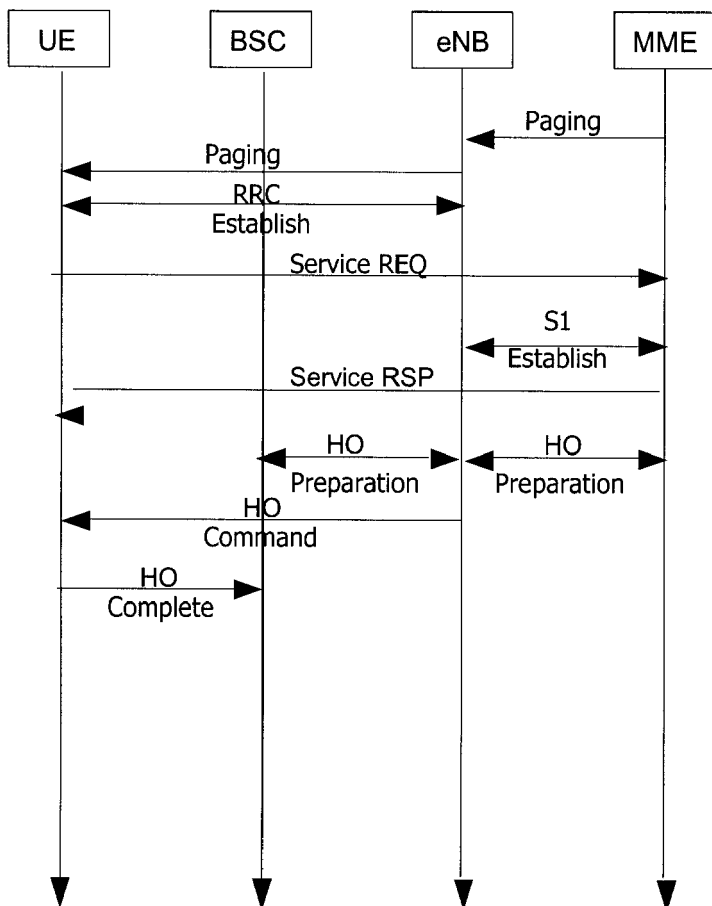 UE BSC eNB MME
Paging
Paging
RRC
Establish
Service REQ
S1
Establish
Service RSP
HO HO
Preparation Preparation
HO
Command
HO
Complete